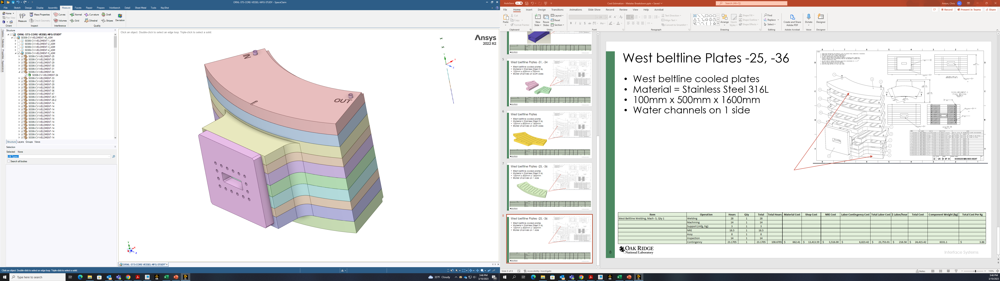 ORNL-STS-CORE-VESSEL-MFG-STUDY - SpaceClaim
File Sketch Design Display Assembly Measure Facets Repair Prepare Workbench Detail Sheet Metal Tools KeyShot
Home
Plan View
Orient
Measure
Mass Properties
Check Geometry
Inspect
Curves
Volumes
Interference
Normal Curvature Draft
Grid Dihedral Stripes
Deviation
Quality
Structure
Click an object. Double-click to select an edge loop. Triple-click to select a solid.
Options - Selection
Properties Appearance
ORNL-STS-CORE-VESSEL-MFG-STUDY*
S0306-CV-WELDMENT-40_ASM
S0306-CV-WELDMENT-1_ASM
S0306-CV-WELDMENT-2_ASM
S0306-CV-WELDMENT-3_ASM
S0306-CV-WELDMENT-4_ASM
S0306-CV-WELDMENT-5_ASM
S0306-CV-WELDMENT-25
S0306-CV-WELDMENT-28
S0306-CV-WELDMENT-29
S0306-CV-WELDMENT-30
S0306-CV-WELDMENT-31
S0306-CV-WELDMENT-34
S0306-CV-WELDMENT-34
S0306-CV-WELDMENT-33
S0306-CV-WELDMENT-32
S0306-CV-WELDMENT-29
S0306-CV-WELDMENT-35
S0306-CV-WELDMENT-36
S0306-CV-WELDMENT-47
S0306-CV-WELDMENT-26-1
S0306-CV-WELDMENT-26-2
S0306-CV-WELDMENT-14
S0306-CV-WELDMENT-14
S0306-CV-WELDMENT-14
S0306-CV-WELDMENT-14
S0306-CV-WELDMENT-14
S0306-CV-WELDMENT-14
S0306-CV-WELDMENT-14
S0306-CV-WELDMENT-14
S0306-CV-WELDMENT-14
S0306-CV-WELDMENT-14
S0306-CV-WELDMENT-14
S0306-CV-WELDMENT-14
Structure Layers Groups Views
Selection
Selected: None
<All Types>
Search all bodies
Ansys
2022 R2
IN
OUT
Y
X
Z
Y
X
Z
ORNL-STS-CORE-VESSEL-MFG-STUDY*
Click an object. Double-click to select an edge loop. Triple-click to select a solid.
Type here to search
35°F Cloudy
3:46 PM
3/10/2023
AutoSave On
Cost Estimation - Metalex Breakdown.pptx • Saved
Search (Alt+Q)
Anton, Chris AC
File Home Insert Design Transitions Animations Slide Show Record Review View Help Acrobat
Record Present in Teams Share
Paste
Cut
Copy
Format Painter
Clipboard
New Slide
Reuse Slides
Layout
Reset
Section
Slides
Font
Text Direction
Align Text
Convert to SmartArt
Paragraph
Arrange
Quick Styles
Shape Fill
Shape Outline
Shape Effects
Drawing
Find
Replace
Select
Editing
Create and Share Adobe PDF
Adobe Acrobat
Dictate
Voice
Designer
Designer
5
West beltline Plates -31, -34
• West beltline cooled plates
• Material = Stainless Steel 316L
• 102mm x 625mm x 700mm
• Water channels on both sides
6
West beltline Plates
• West beltline cooled plates
• Material = Stainless Steel 316L
• 100mm x 800mm x 1600mm
• Water channels on both sides
7
West beltline Plates -25, -36
• West beltline cooled plates
• Material = Stainless Steel 316L
• 100mm x 500mm x 1600mm
• Water channels on 1 side
8
West beltline Plates -25, -36
• West beltline cooled plates
• Material = Stainless Steel 316L
• 100mm x 500mm x 1600mm
• Water channels on 1 side
West beltline Plates -25, -36
• West beltline cooled plates
• Material = Stainless Steel 316L
• 100mm x 500mm x 1600mm
• Water channels on 1 side
8 7 6 5 4 3 2 1
D
C
B
A
FINAL WELDING
8 7 6 5 4 3 2 1
Item Operation Hours Qty Total Total Hours Material Cost Shop Cost NRE Cost Labor Contingency Cost Total Labor Cost $ Labor/hour Total Cost Component Weight (kg) Total Cost Per Kg
West Beltline Welding, Mach -5, Qty 1 Welding 28 1 28
Machining 14 1 14
Support (mfg, tig) 3 1 3
NRE 18.5 1 18.5
Assy 8 1 8
Inspection 14 1 14
Contingency 23.1705 1 23.1705 108.6705 $ 662.41 $ 13,413.59 $ 3,516.00 $ 6,823.42 $ 23,753.01 $ 218.58 $ 24,415.42 6331.1 $ 3.86
8
OAK RIDGE
National Laboratory
Interface Systems
Slide 8 of 8
Accessibility: Investigate
Notes
155%
3:46 PM
3/10/2023